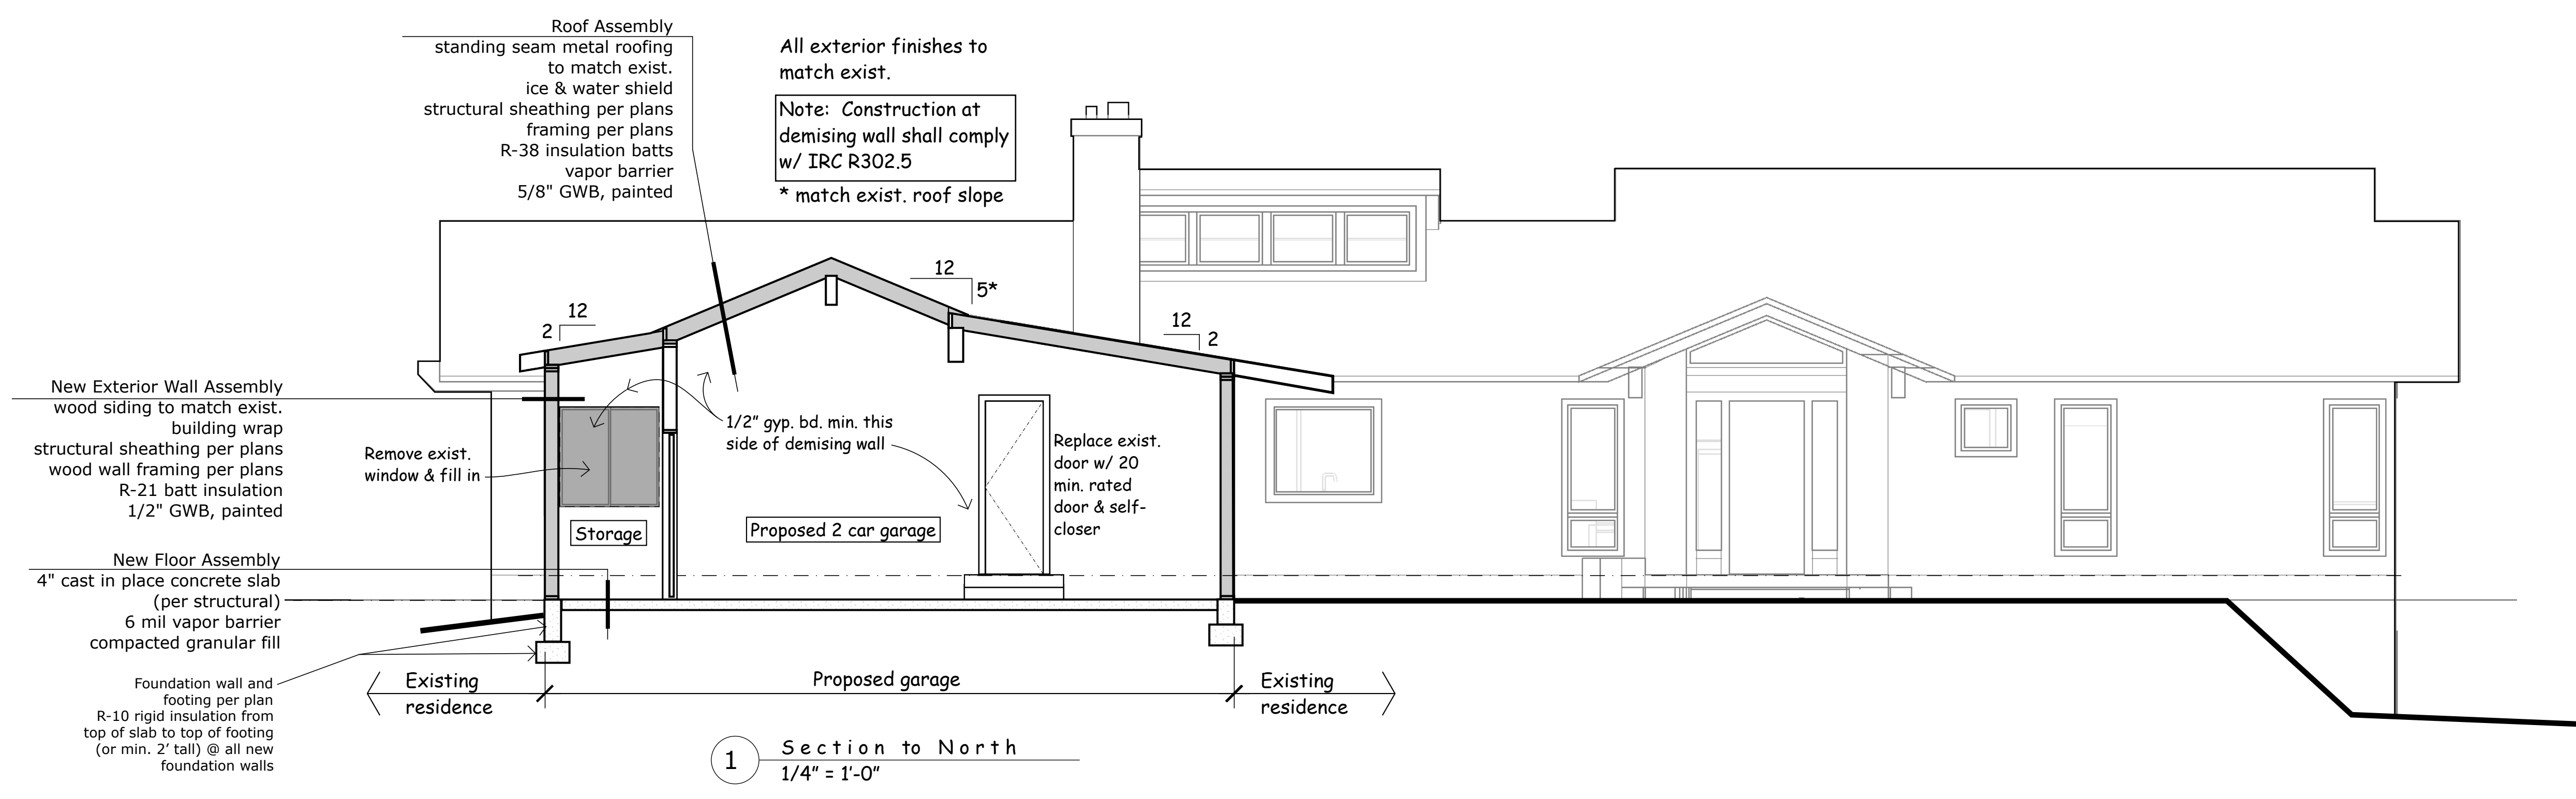 Roof Assembly
standing seam metal roofing
to match exist.
ice & water shield
structural sheathing per plans
framing per plans
R-38 insulation batts
vapor barrier
5/8" GWB, painted
All exterior finishes to
match exist.
Note: Construction at
demising wall shall comply
w/ IRC R302.5
* match exist. roof slope
12
5*
12
2
12
2
New Exterior Wall Assembly
wood siding to match exist.
building wrap
structural sheathing per plans
wood wall framing per plans
R-21 batt insulation
1/2" GWB, painted
Remove exist.
window & fill in
1/2" gyp. bd. min. this
side of demising wall
Replace exist.
door w/ 20
min. rated
door & self-
closer
Storage
Proposed 2 car garage
New Floor Assembly
4" cast in place concrete slab
(per structural)
6 mil vapor barrier
compacted granular fill
Foundation wall and
footing per plan
R-10 rigid insulation from
top of slab to top of footing
(or min. 2' tall) @ all new
foundation walls
Existing
residence
Proposed garage
Existing
residence
1
Section to North
1/4" = 1'-0"